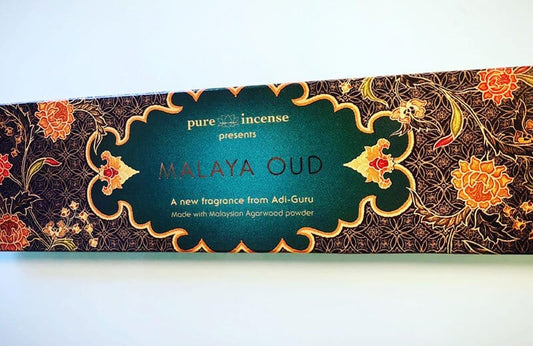 pure incense
presents
MALAYA OUD
A new fragrance from Adi-Guru
Made with Malaysian Agarwood powder